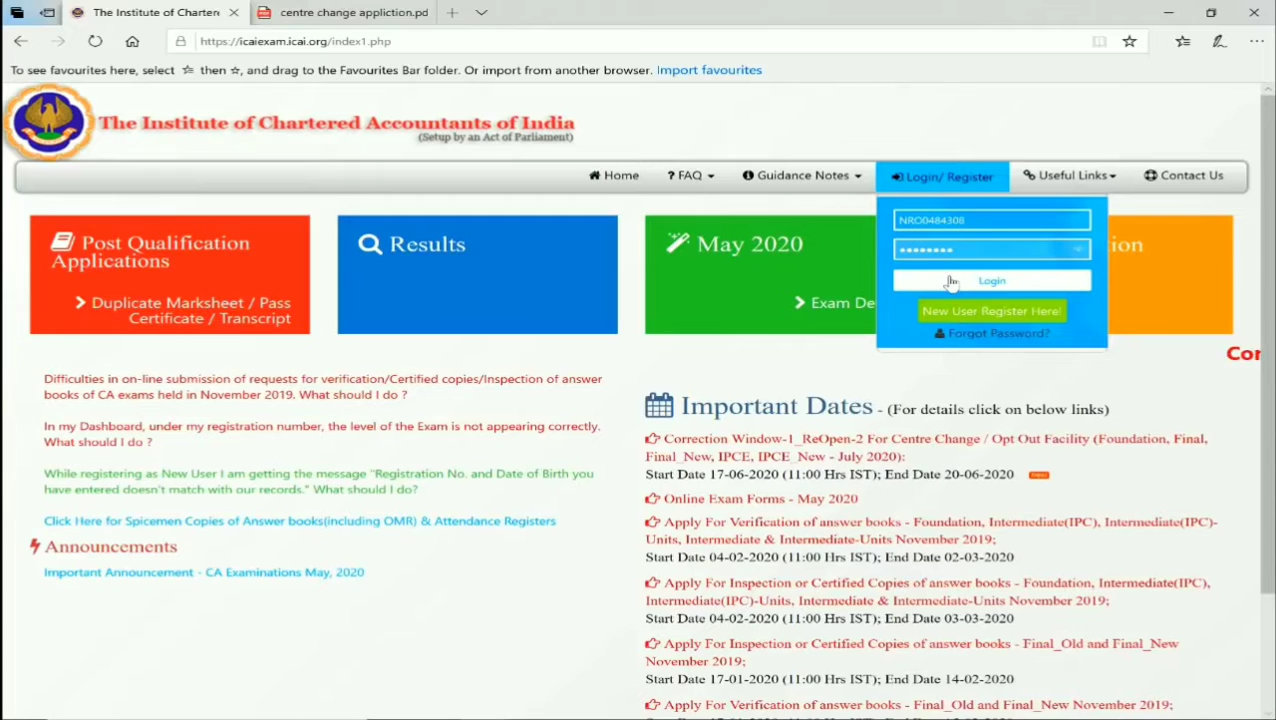 The Institute of Charter
centre change appliction.pd
https://icaiexam.icai.org/index1.php
To see favourites here, select then , and drag to the Favourites Bar folder. Or import from another browser. Import favourites
The Institute of Chartered Accountants of India
(Setup by an Act of Parliament)
Home
? FAQ
Guidance Notes
Login/ Register
Useful Links
Contact Us
Post Qualification
Applications
Duplicate Marksheet / Pass
Certificate / Transcript
Results
May 2020
Exam De
NRO0484308
Login
New User Register Here!
Forgot Password?
tion
Cor
Difficulties in on-line submission of requests for verification/Certified copies/Inspection of answer
books of CA exams held in November 2019. What should I do ?
In my Dashboard, under my registration number, the level of the Exam is not appearing correctly.
What should I do ?
While registering as New User I am getting the message "Registration No. and Date of Birth you
have entered doesn't match with our records." What should I do?
Click Here for Spicemen Copies of Answer books(including OMR) & Attendance Registers
Announcements
Important Announcement - CA Examinations May, 2020
Important Dates - (For details click on below links)
Correction Window-1_ReOpen-2 For Centre Change / Opt Out Facility (Foundation, Final,
Final_New, IPCE, IPCE_New - July 2020):
Start Date 17-06-2020 (11:00 Hrs IST); End Date 20-06-2020
Online Exam Forms - May 2020
Apply For Verification of answer books - Foundation, Intermediate(IPC), Intermediate(IPC)-
Units, Intermediate & Intermediate-Units November 2019;
Start Date 04-02-2020 (11:00 Hrs IST); End Date 02-03-2020
Apply For Inspection or Certified Copies of answer books - Foundation, Intermediate(IPC),
Intermediate(IPC)-Units, Intermediate & Intermediate-Units November 2019;
Start Date 04-02-2020 (11:00 Hrs IST); End Date 03-03-2020
Apply For Inspection or Certified Copies of answer books - Final_Old and Final_New
November 2019;
Start Date 17-01-2020 (11:00 Hrs IST); End Date 14-02-2020
Apply For Verification of answer books - Final_Old and Final_New November 2019;